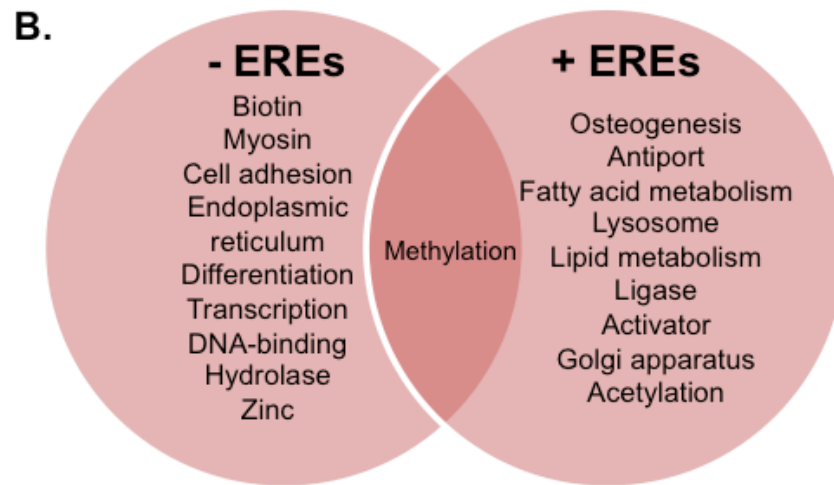 B.
- EREs
Biotin
Myosin
Cell adhesion
Endoplasmic
reticulum
Differentiation
Transcription
DNA-binding
Hydrolase
Zinc
Methylation
+ EREs
Osteogenesis
Antiport
Fatty acid metabolism
Lysosome
Lipid metabolism
Ligase
Activator
Golgi apparatus
Acetylation